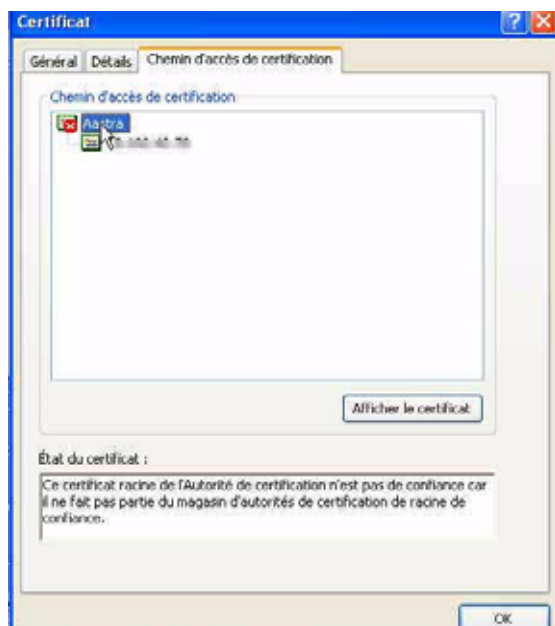 Certificat
Général Détails Chemin d'accès de certification
Chemin d'accès de certification
Aastra
Afficher le certificat
État du certificat :
Ce certificat racine de l'Autorité de certification n'est pas de confiance car
il ne fait pas partie du magasin d'autorités de certification de racine de
confiance.
OK